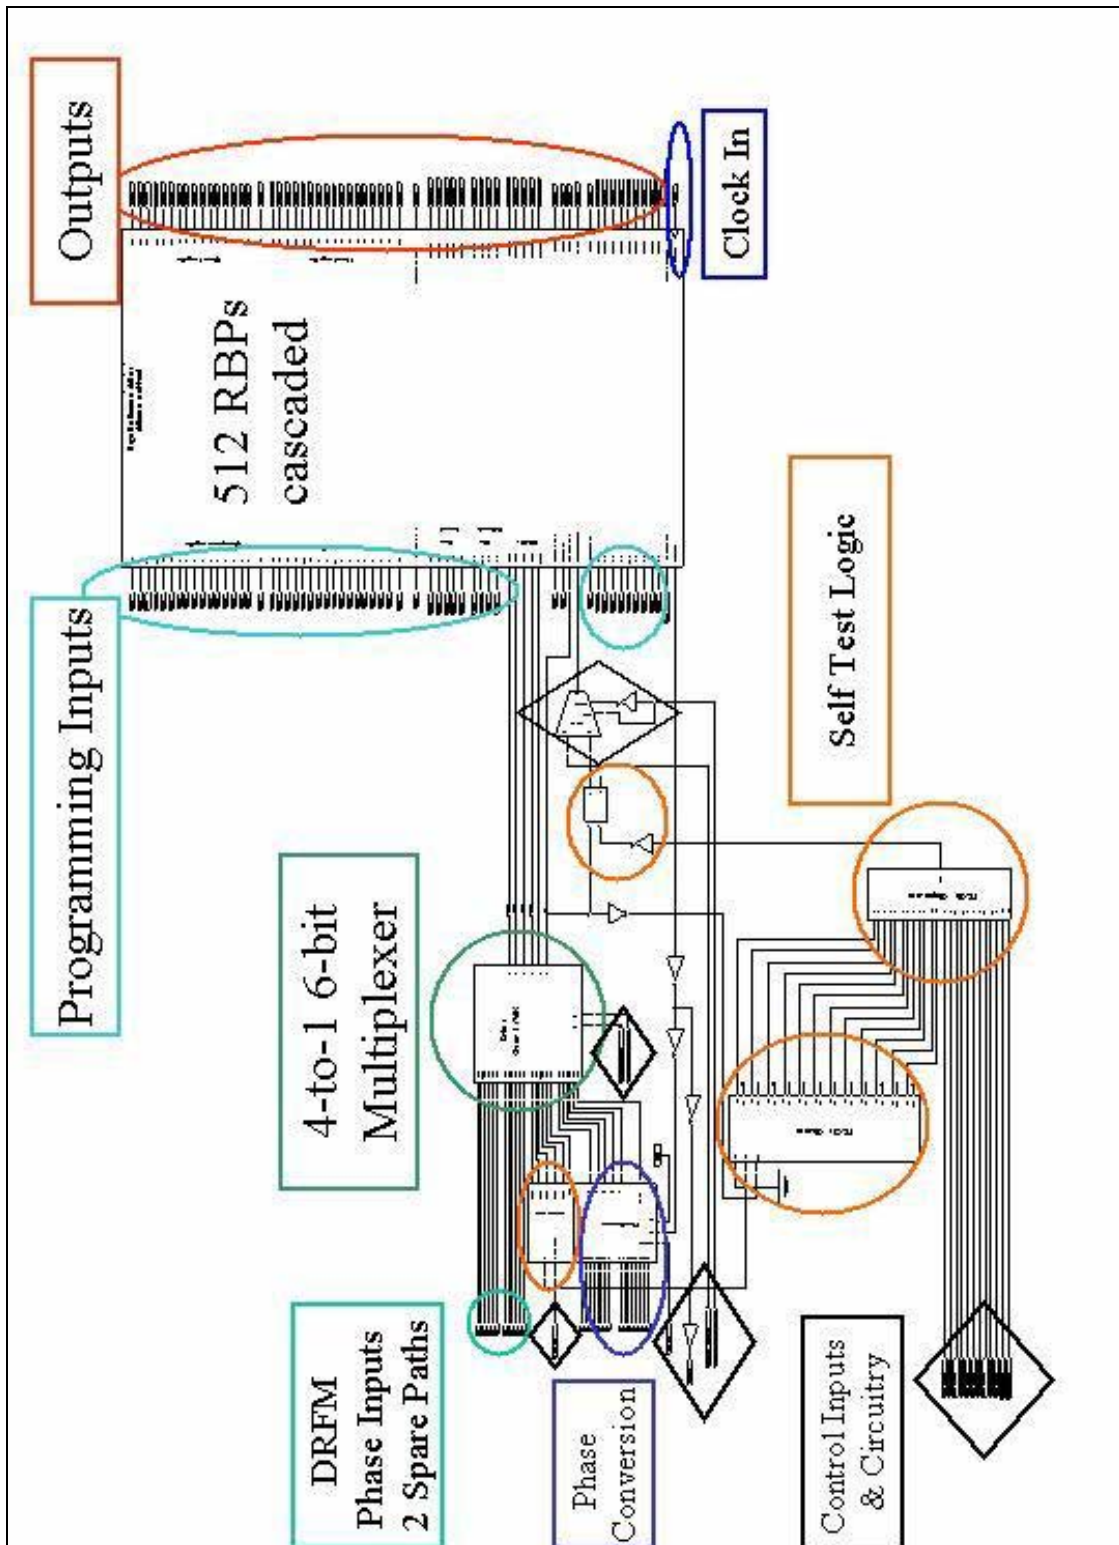 Outputs
Clock In
512 RBPs
cascaded
Programming Inputs
Self Test Logic
4-to-1 6-bit
Multiplexer
DRFM
Phase Inputs
2 Spare Paths
Phase
Conversion
Control Inputs
& Circuitry